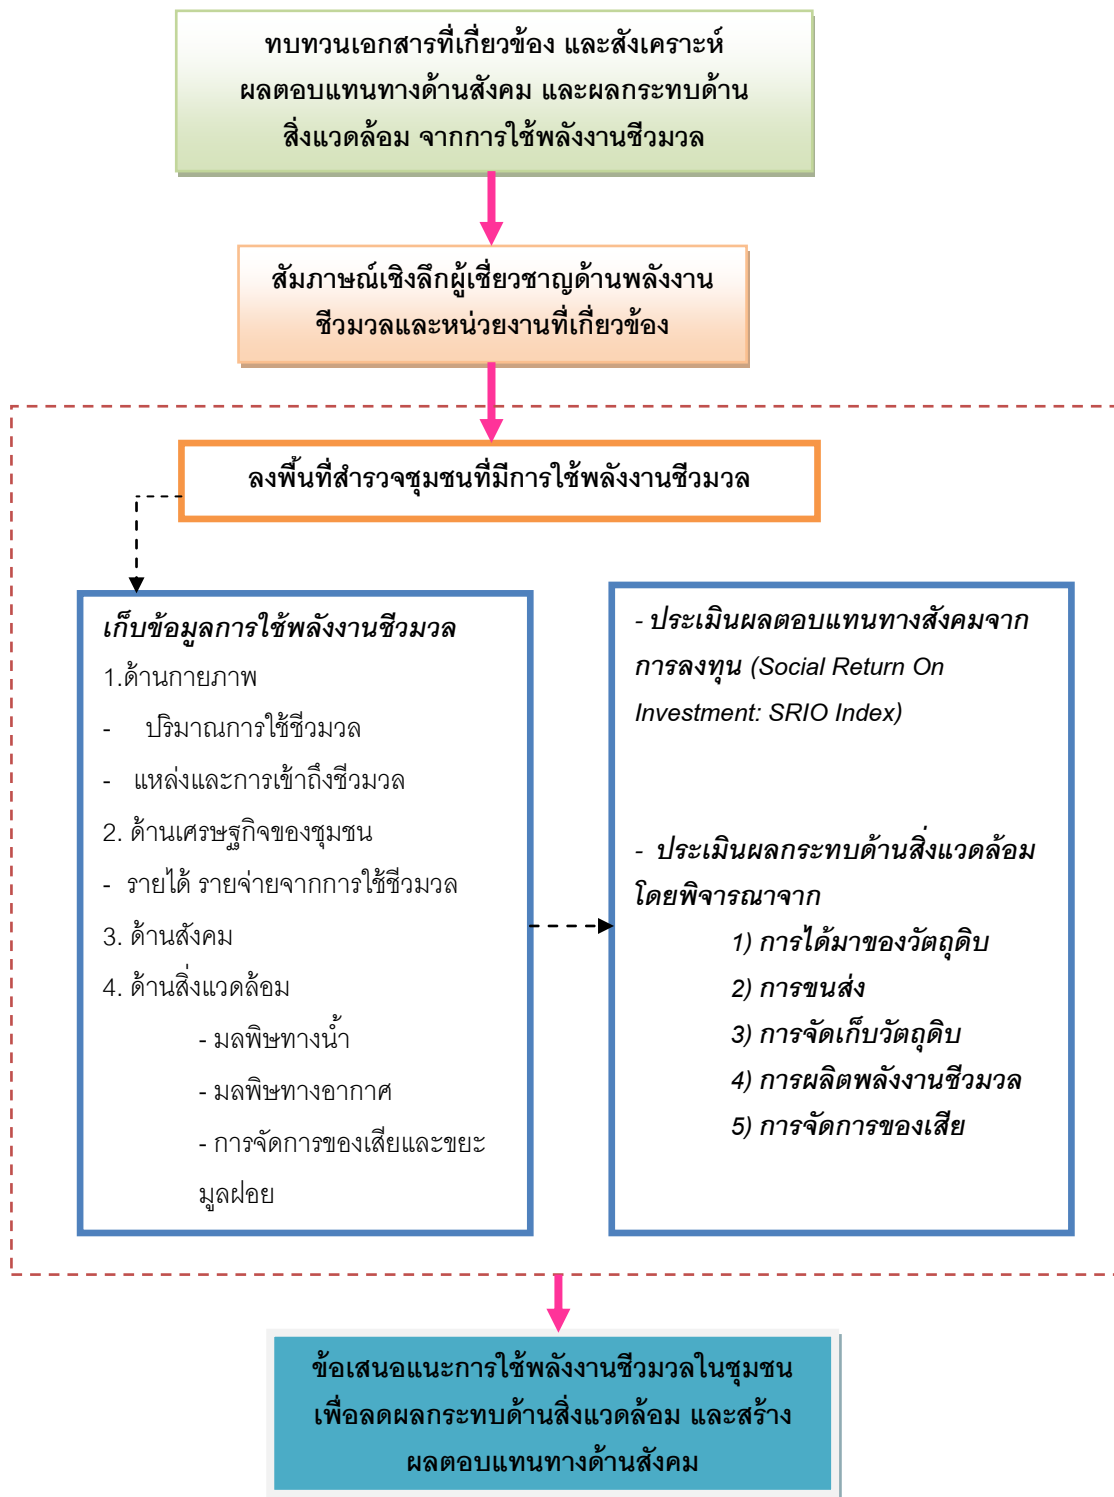 ทบทวนเอกสารที่เกี่ยวข้อง และสังเคราะห์
ผลตอบแทนทางด้านสังคม และผลกระทบด้าน
สิ่งแวดล้อม จากการใช้พลังงานชีวมวล
สัมภาษณ์เชิงลึกผู้เชี่ยวชาญด้านพลังงาน
ชีวมวลและหน่วยงานที่เกี่ยวข้อง
ลงพื้นที่สำรวจชุมชนที่มีการใช้พลังงานชีวมวล
เก็บข้อมูลการใช้พลังงานชีวมวล
1.ด้านกายภาพ
- ปริมาณการใช้ชีวมวล
- แหล่งและการเข้าถึงชีวมวล
2. ด้านเศรษฐกิจของชุมชน
- รายได้ รายจ่ายจากการใช้ชีวมวล
3. ด้านสังคม
4. ด้านสิ่งแวดล้อม
- มลพิษทางน้ำ
- มลพิษทางอากาศ
- การจัดการของเสียและขยะ
มูลฝอย
- ประเมินผลตอบแทนทางสังคมจาก
การลงทุน (Social Return On
Investment: SRIO Index)
- ประเมินผลกระทบด้านสิ่งแวดล้อม
โดยพิจารณาจาก
1) การได้มาของวัตถุดิบ
2) การขนส่ง
3) การจัดเก็บวัตถุดิบ
4) การผลิตพลังงานชีวมวล
5) การจัดการของเสีย
ข้อเสนอแนะการใช้พลังงานชีวมวลในชุมชน
เพื่อลดผลกระทบด้านสิ่งแวดล้อม และสร้าง
ผลตอบแทนทางด้านสังคม